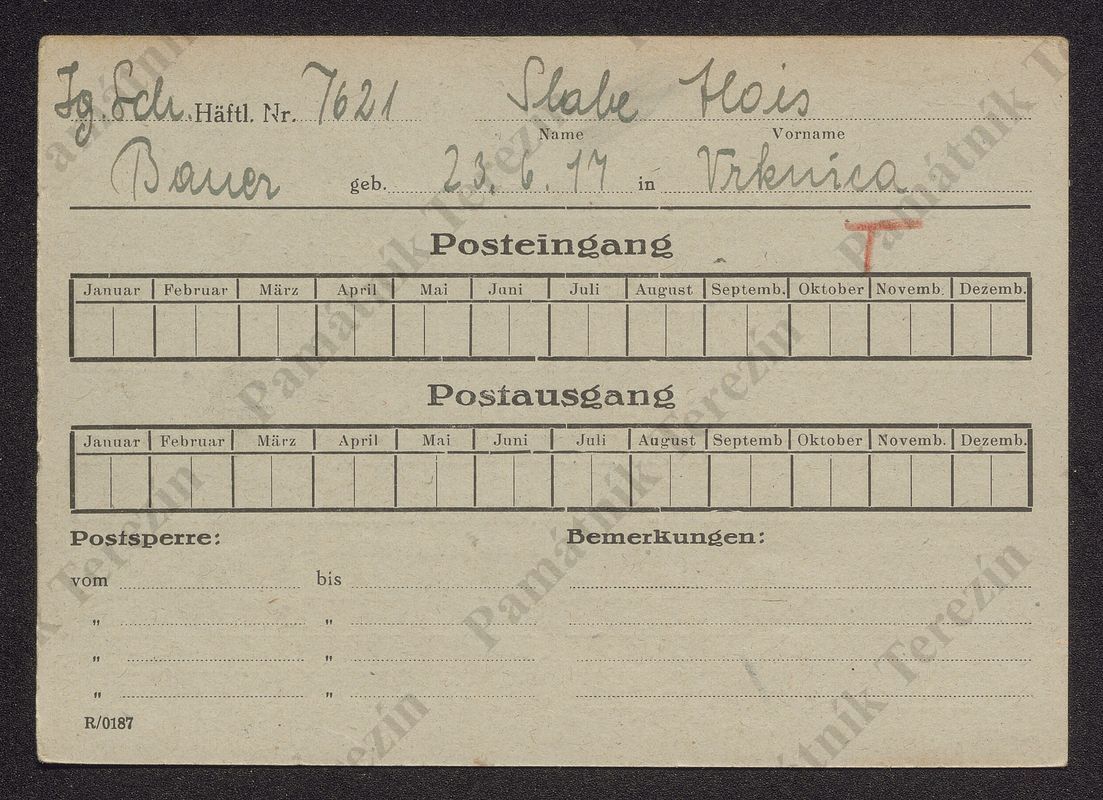 Jg. Sch. Häftl. Nr. 7621 Slabe Alois
Name Vorname
Bauer geb. 23. 6. 17 in Vrknica
T
Posteingang
Januar Februar März April Mai Juni Juli August Septemb. Oktober Novemb. Dezemb.
Postausgang
Januar Februar März April Mai Juni Juli August Septemb Oktober Novemb. Dezemb.
Postsperre: Bemerkungen:
vom bis
" "
" "
" "
R/0187
Památník Terezín